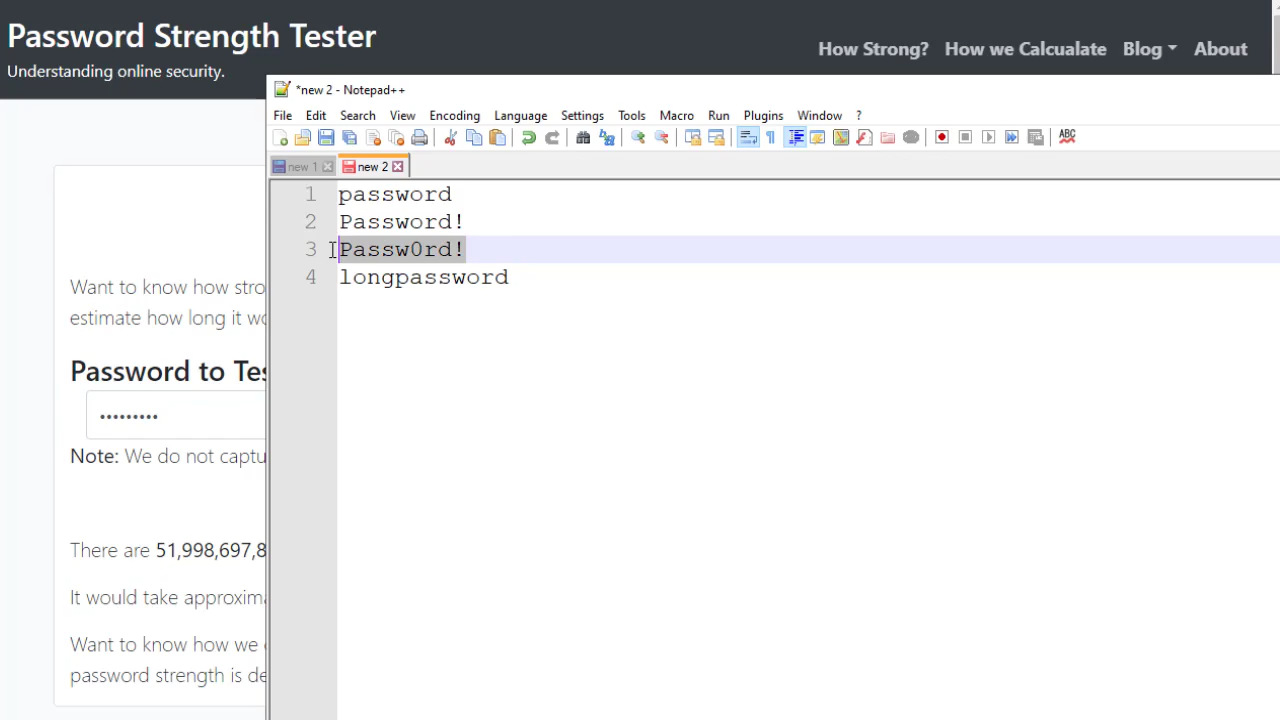 Password Strength Tester
Understanding online security.
How Strong? How we Calcualate Blog About
*new 2 - Notepad++
File Edit Search View Encoding Language Settings Tools Macro Run Plugins Window ?
ABC
new 1 new 2
1 password
2 Password!
3 Passw0rd!
4 longpassword
Want to know how stro
estimate how long it wo
Password to Tes
•••••••••
Note: We do not captu
There are 51,998,697,8
It would take approxima
Want to know how we c
password strength is de